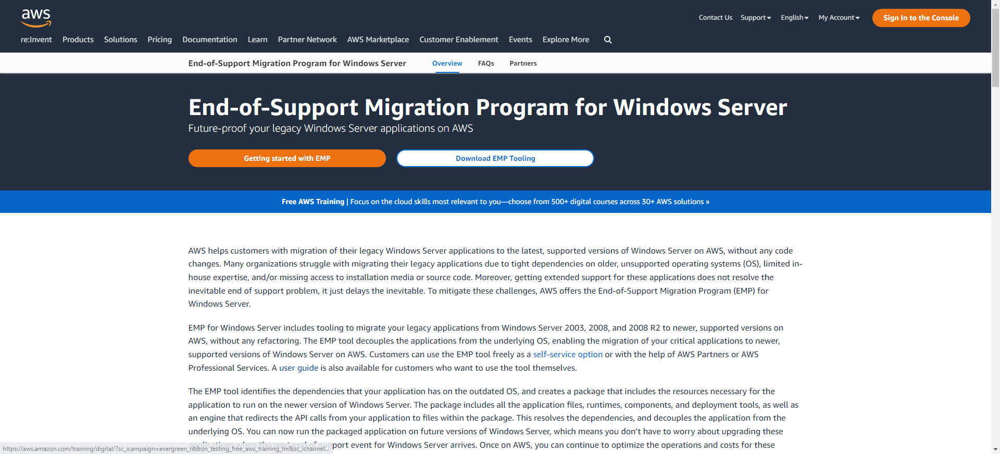 aws
Contact Us Support English My Account Sign In to the Console
re:Invent Products Solutions Pricing Documentation Learn Partner Network AWS Marketplace Customer Enablement Events Explore More
End-of-Support Migration Program for Windows Server Overview FAQs Partners
End-of-Support Migration Program for Windows Server
Future-proof your legacy Windows Server applications on AWS
Getting started with EMP Download EMP Tooling
Free AWS Training | Focus on the cloud skills most relevant to you—choose from 500+ digital courses across 30+ AWS solutions »
AWS helps customers with migration of their legacy Windows Server applications to the latest, supported versions of Windows Server on AWS, without any code
changes. Many organizations struggle with migrating their legacy applications due to tight dependencies on older, unsupported operating systems (OS), limited in-
house expertise, and/or missing access to installation media or source code. Moreover, getting extended support for these applications does not resolve the
inevitable end of support problem, it just delays the inevitable. To mitigate these challenges, AWS offers the End-of-Support Migration Program (EMP) for
Windows Server.
EMP for Windows Server includes tooling to migrate your legacy applications from Windows Server 2003, 2008, and 2008 R2 to newer, supported versions on
AWS, without any refactoring. The EMP tool decouples the applications from the underlying OS, enabling the migration of your critical applications to newer,
supported versions of Windows Server on AWS. Customers can use the EMP tool freely as a self-service option or with the help of AWS Partners or AWS
Professional Services. A user guide is also available for customers who want to use the tool themselves.
The EMP tool identifies the dependencies that your application has on the outdated OS, and creates a package that includes the resources necessary for the
application to run on the newer version of Windows Server. The package includes all the application files, runtimes, components, and deployment tools, as well as
an engine that redirects the API calls from your application to files within the package. This resolves the dependencies, and decouples the application from the
underlying OS. You can now run the packaged application on future versions of Windows Server, which means you don't have to worry about upgrading these
applications when the next end of support event for Windows Server arrives. Once on AWS, you can continue to optimize the operations and costs for these
https://aws.amazon.com/training/digital/?sc_icampaign=evergreen_ribbon_testing_free_aws_training_lm&sc_ichannel...